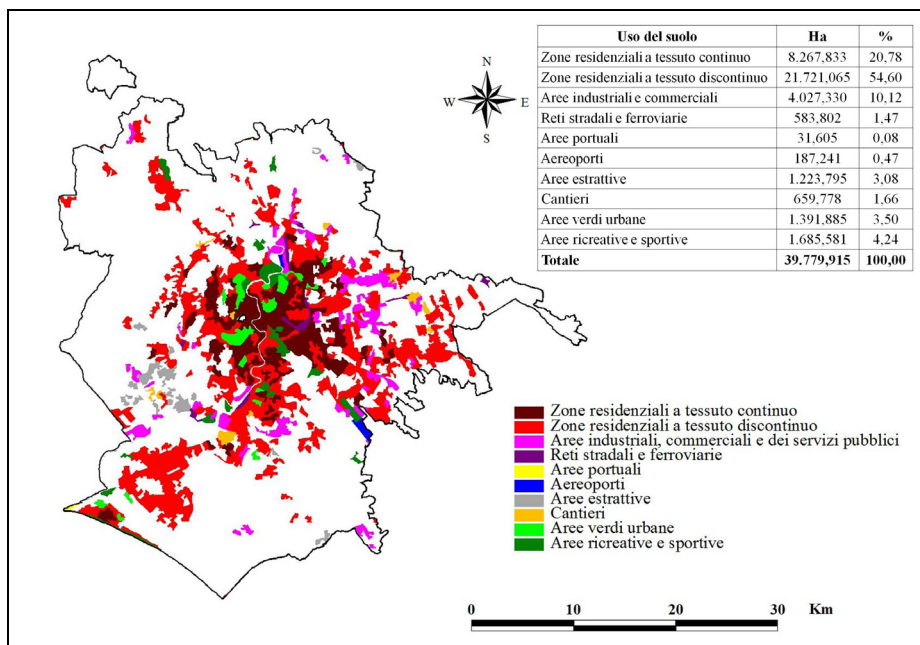 Uso del suolo Ha %
Zone residenziali a tessuto continuo 8.267,833 20,78
Zone residenziali a tessuto discontinuo 21.721,065 54,60
Aree industriali e commerciali 4.027,330 10,12
Reti stradali e ferroviarie 583,802 1,47
Aree portuali 31,605 0,08
Aereoporti 187,241 0,47
Aree estrattive 1.223,795 3,08
Cantieri 659,778 1,66
Aree verdi urbane 1.391,885 3,50
Aree ricreative e sportive 1.685,581 4,24
Totale 39.779,915 100,00
N
W E
S
Zone residenziali a tessuto continuo
Zone residenziali a tessuto discontinuo
Aree industriali, commerciali e dei servizi pubblici
Reti stradali e ferroviarie
Aree portuali
Aereoporti
Aree estrattive
Cantieri
Aree verdi urbane
Aree ricreative e sportive
0 10 20 30 Km